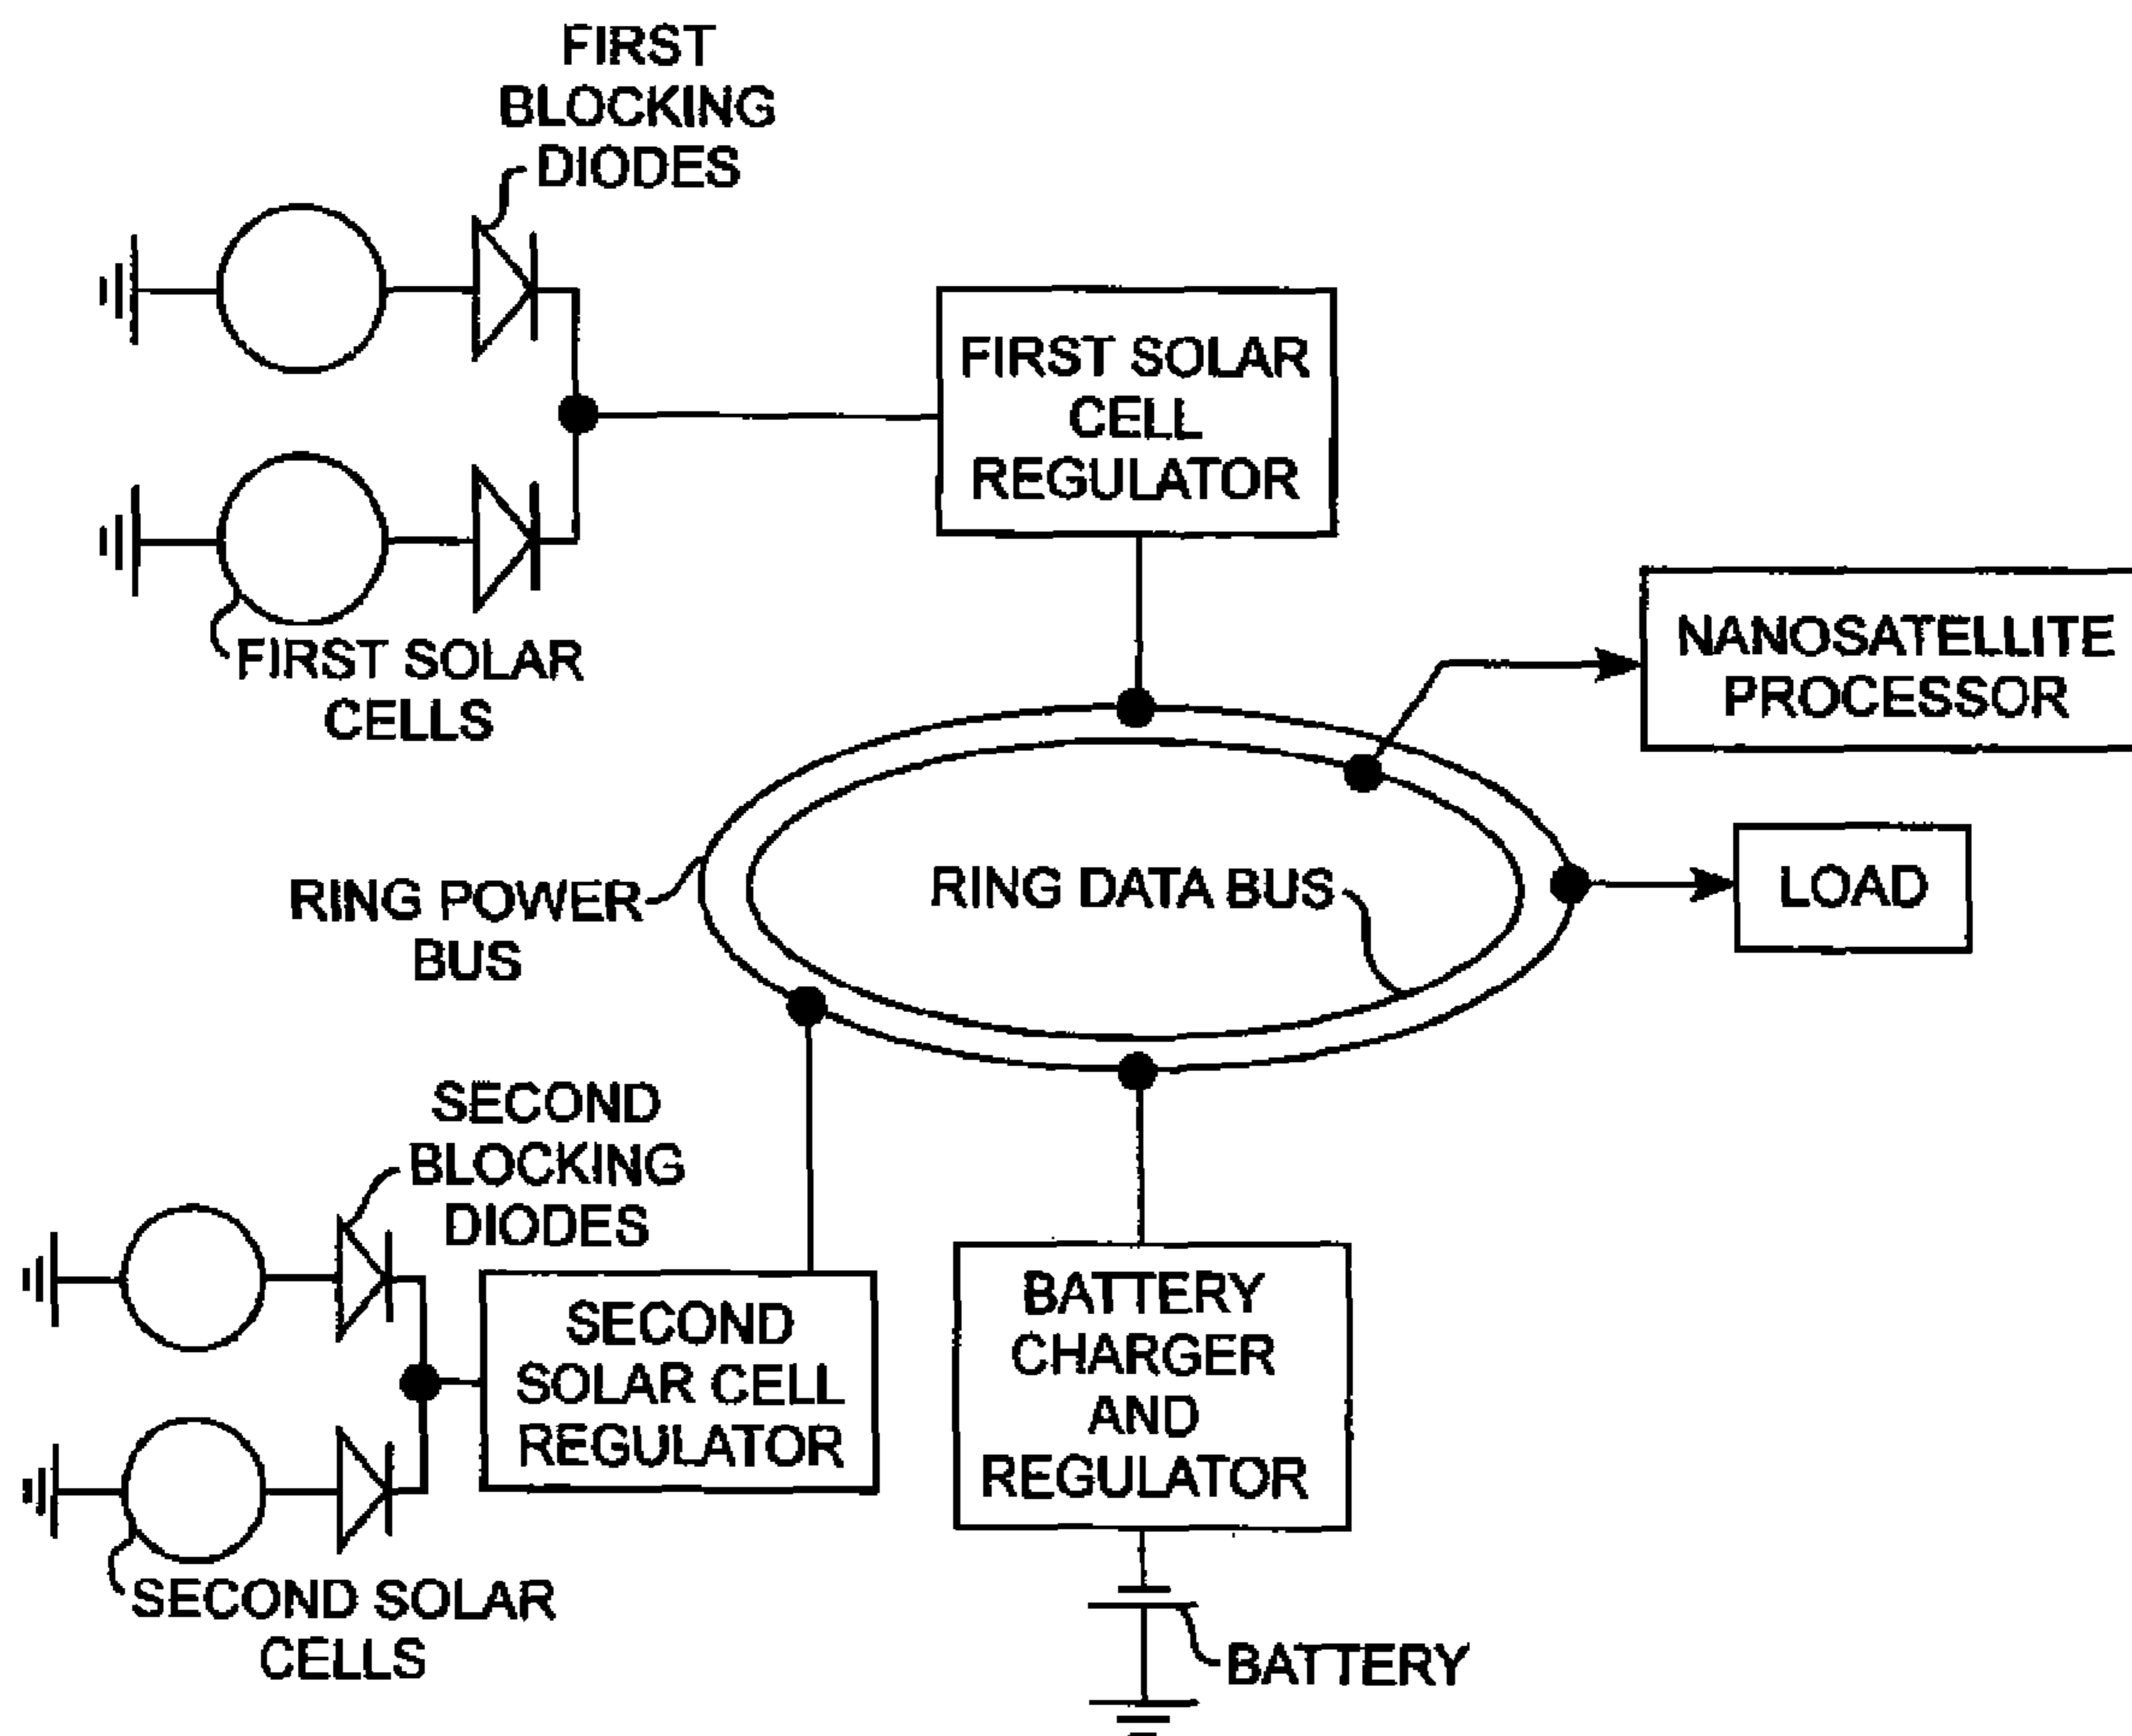 FIRST
BLOCKING
DIODES
FIRST SOLAR
CELL
REGULATOR
FIRST SOLAR
CELLS
NANOSATELLITE
PROCESSOR
RING POWER
BUS
RING DATA BUS
LOAD
SECOND
BLOCKING
DIODES
SECOND
SOLAR CELL
REGULATOR
BATTERY
CHARGER
AND
REGULATOR
SECOND SOLAR
CELLS
BATTERY